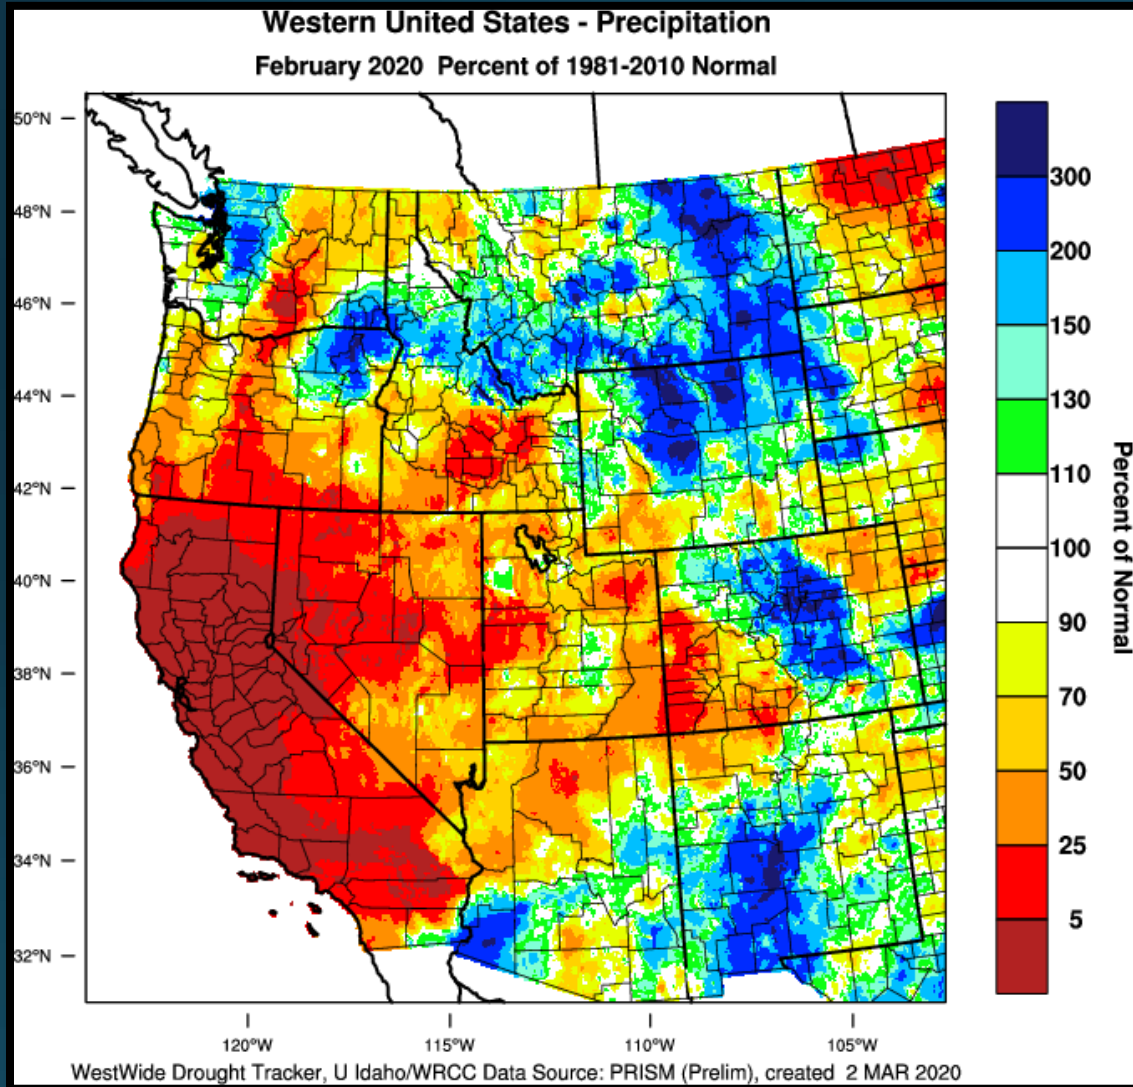 Western United States - Precipitation
February 2020  Percent of 1981-2010 Normal
50°N
48°N
46°N
44°N
42°N
40°N
38°N
36°N
34°N
32°N
120°W
115°W
110°W
105°W
300
200
150
130
110
100
90
70
50
25
5
Percent of Normal
WestWide Drought Tracker, U Idaho/WRCC Data Source: PRISM (Prelim), created  2 MAR 2020